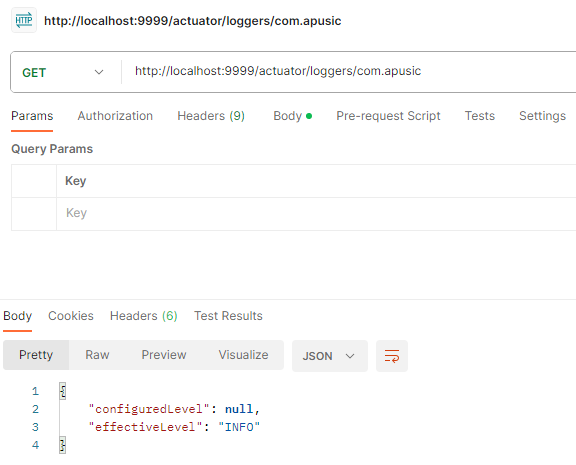 HTTP http://localhost:9999/actuator/loggers/com.apusic
GET http://localhost:9999/actuator/loggers/com.apusic
Params Authorization Headers (9) Body Pre-request Script Tests Settings
Query Params
Key
Key
Body Cookies Headers (6) Test Results
Pretty Raw Preview Visualize JSON
1 {
2 "configuredLevel": null,
3 "effectiveLevel": "INFO"
4 }